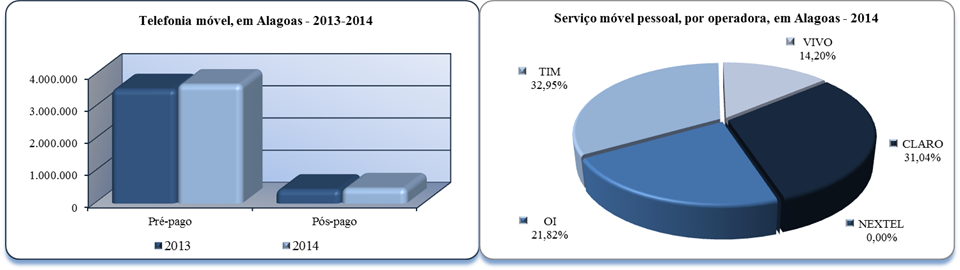 Telefonia móvel, em Alagoas - 2013-2014
4.000.000
3.000.000
2.000.000
1.000.000
0
Pré-pago
Pós-pago
2013
2014
Serviço móvel pessoal, por operadora, em Alagoas - 2014
VIVO
14,20%
TIM
32,95%
CLARO
31,04%
OI
21,82%
NEXTEL
0,00%